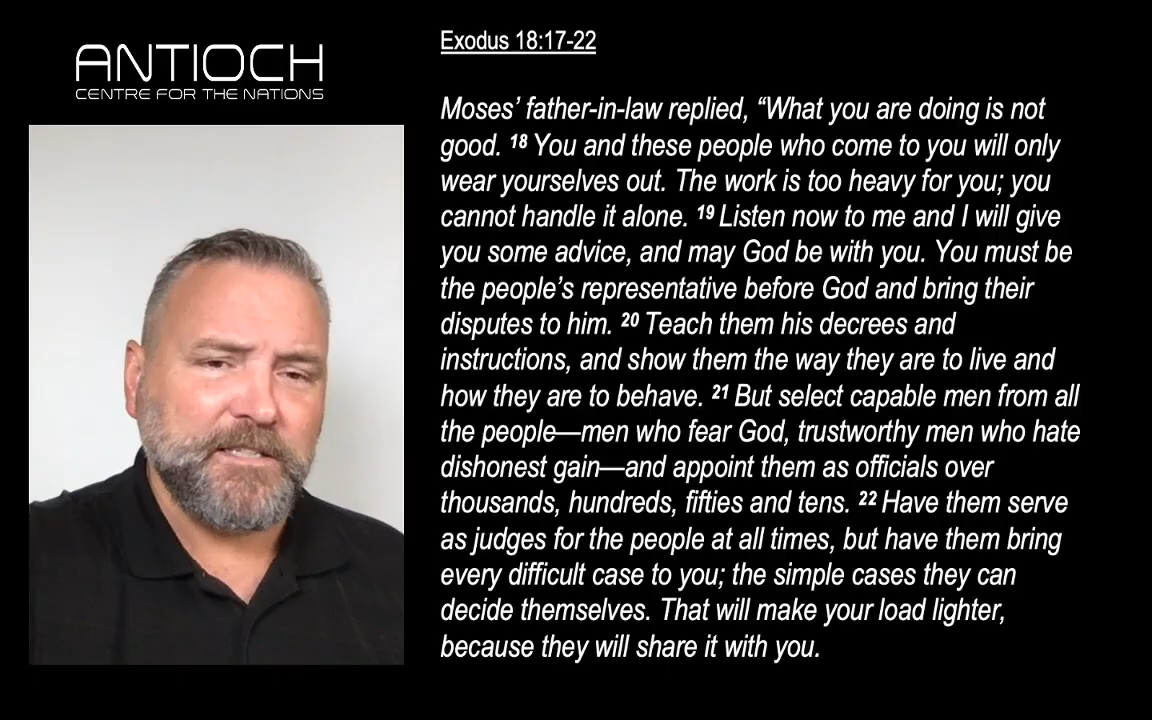 ANTIOCH
CENTRE FOR THE NATIONS
Exodus 18:17-22
Moses’ father-in-law replied, “What you are doing is not
good. 18 You and these people who come to you will only
wear yourselves out. The work is too heavy for you; you
cannot handle it alone. 19 Listen now to me and I will give
you some advice, and may God be with you. You must be
the people’s representative before God and bring their
disputes to him. 20 Teach them his decrees and
instructions, and show them the way they are to live and
how they are to behave. 21 But select capable men from all
the people—men who fear God, trustworthy men who hate
dishonest gain—and appoint them as officials over
thousands, hundreds, fifties and tens. 22 Have them serve
as judges for the people at all times, but have them bring
every difficult case to you; the simple cases they can
decide themselves. That will make your load lighter,
because they will share it with you.